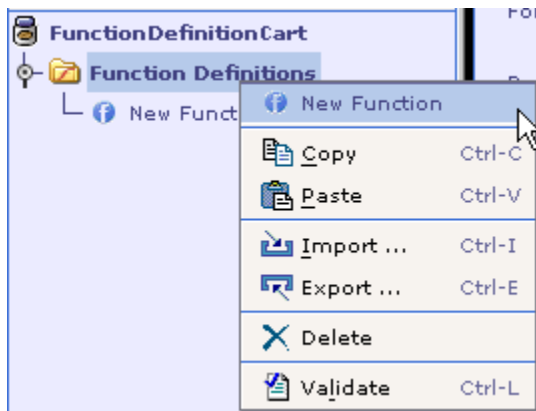 FunctionDefinitionCart
Function Definitions
New Funct
New Function
Copy Ctrl-C
Paste Ctrl-V
Import ... Ctrl-I
Export ... Ctrl-E
Delete
Validate Ctrl-L